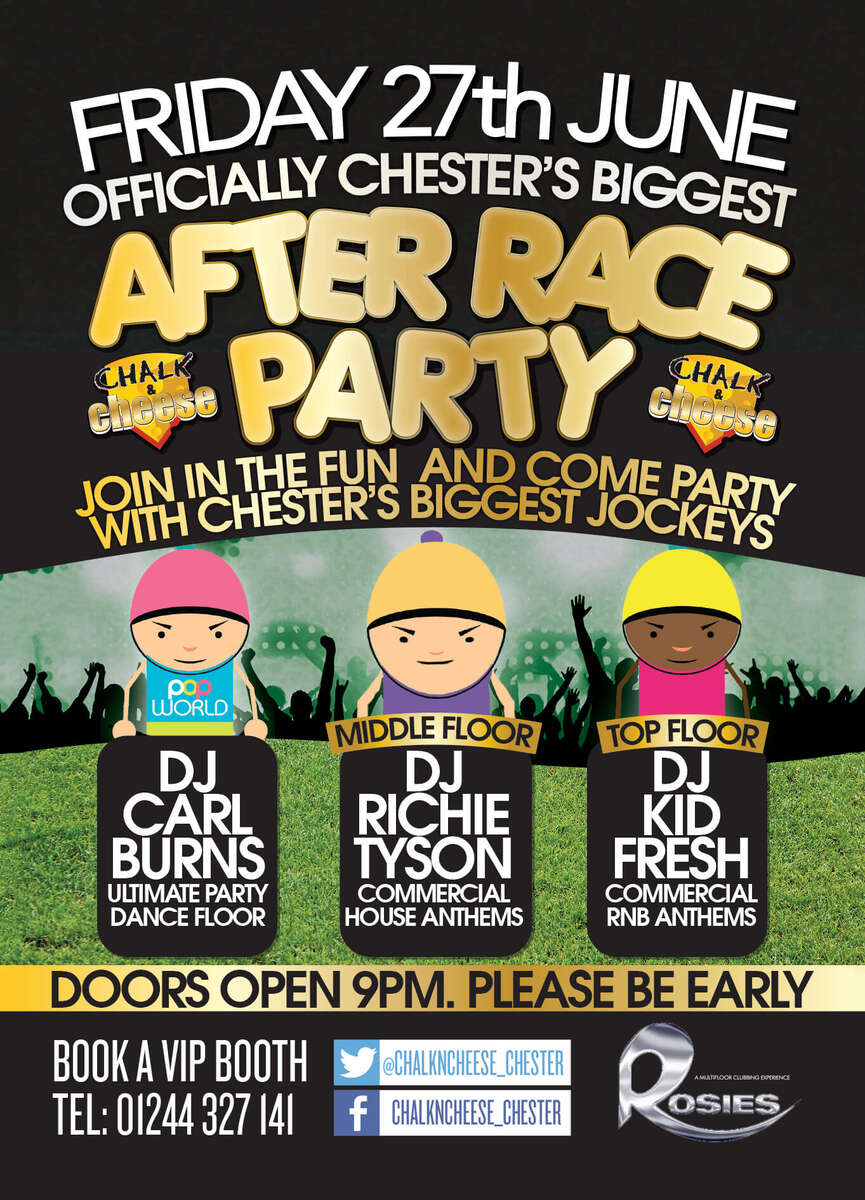 FRIDAY 27th JUNE
OFFICIALLY CHESTER'S BIGGEST
AFTER RACE
PARTY
CHALK
&
cheese
CHALK
&
cheese
JOIN IN THE FUN AND COME PARTY
WITH CHESTER'S BIGGEST JOCKEYS
pop
WORLD
DJ
CARL
BURNS
ULTIMATE PARTY
DANCE FLOOR
MIDDLE FLOOR
DJ
RICHIE
TYSON
COMMERCIAL
HOUSE ANTHEMS
TOP FLOOR
DJ
KID
FRESH
COMMERCIAL
RNB ANTHEMS
DOORS OPEN 9PM. PLEASE BE EARLY
BOOK A VIP BOOTH
TEL: 01244 327 141
@CHALKNCHEESE_CHESTER
f CHALKNCHEESE_CHESTER
A MULTIFLOOR CLUBBING EXPERIENCE
ROSIES